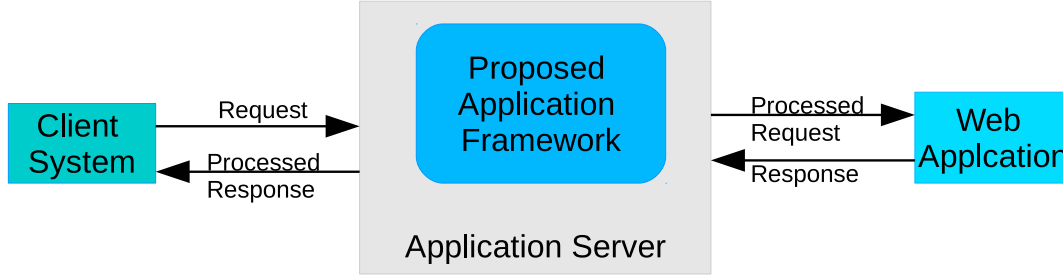 Client
System
Request
Processed
Response
Proposed
Application
Framework
Application Server
Processed
Request
Response
Web
Applcation